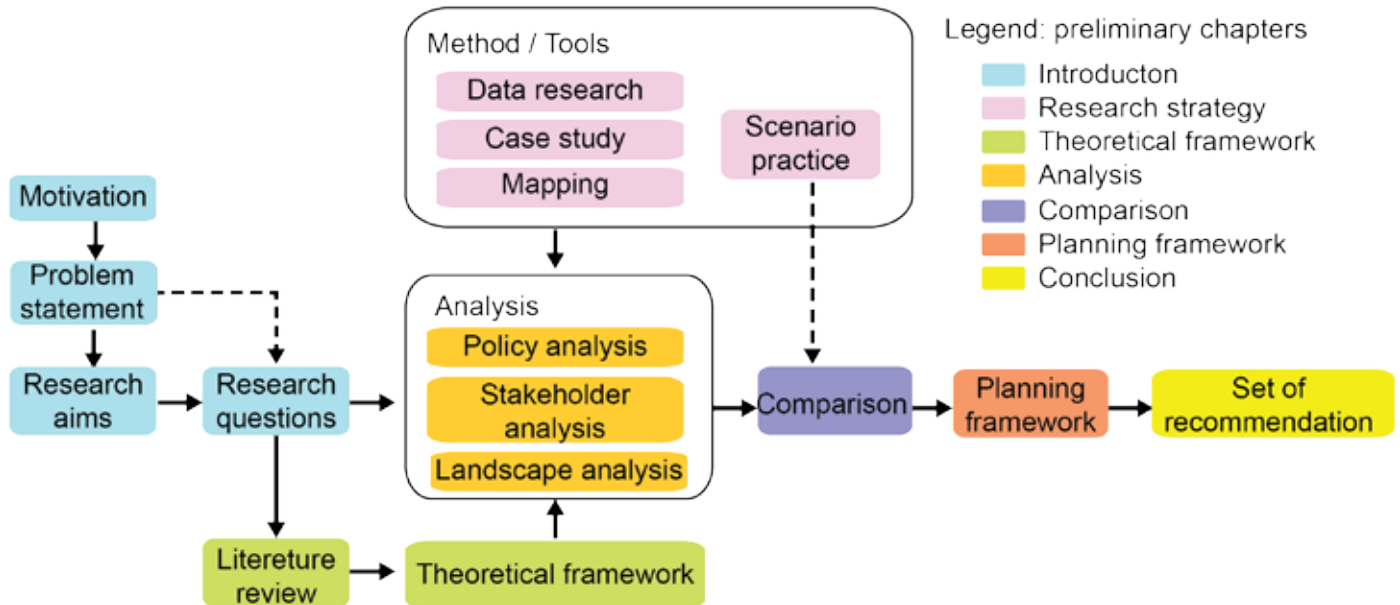 Method / Tools
Data research
Case study
Mapping
Scenario
practice
Legend: preliminary chapters
Introducton
Research strategy
Theoretical framework
Analysis
Comparison
Planning framework
Conclusion
Motivation
Problem
statement
Research
aims
Research
questions
Analysis
Policy analysis
Stakeholder
analysis
Landscape analysis
Comparison
Planning
framework
Set of
recommendation
Litereture
review
Theoretical framework